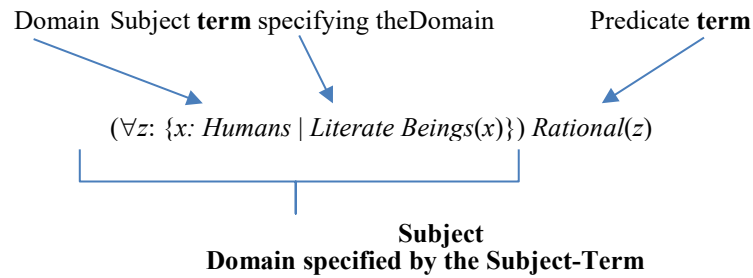 Domain Subject term specifying theDomain Predicate term
(∀z: {x: Humans | Literate Beings(x)}) Rational(z)
Subject
Domain specified by the Subject-Term